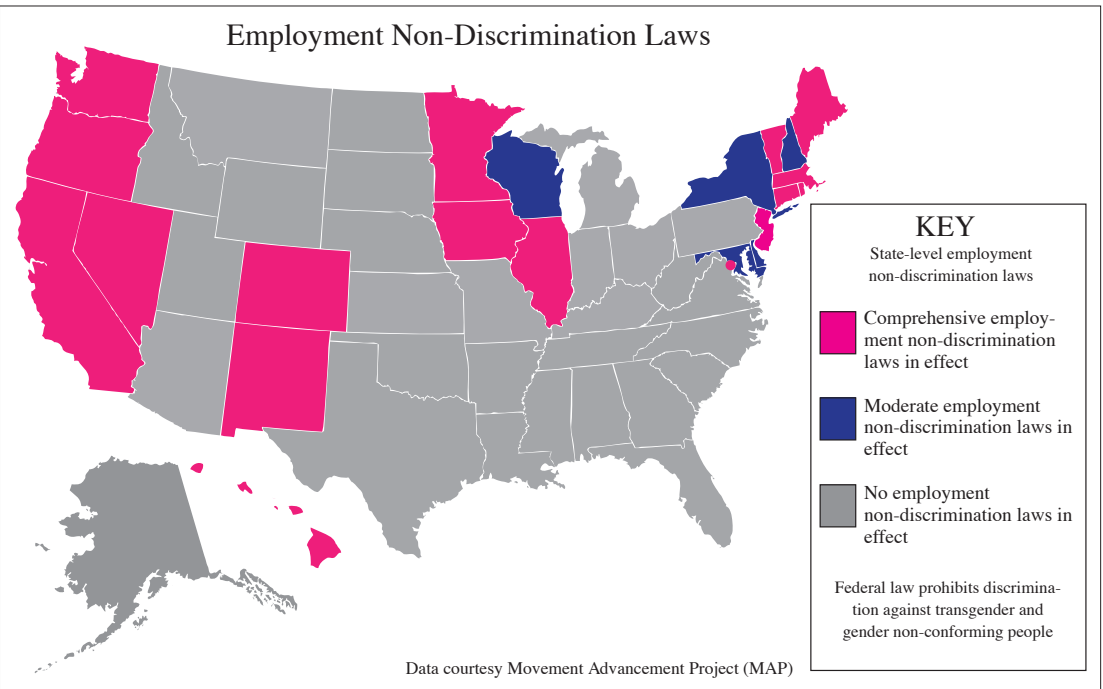 Employment Non-Discrimination Laws
KEY
State-level employment
non-discrimination laws
Comprehensive employ-
ment non-discrimination
laws in effect
Moderate employment
non-discrimination laws in
effect
No employment
non-discrimination laws in
effect
Federal law prohibits discrimina-
tion against transgender and
gender non-conforming people
Data courtesy Movement Advancement Project (MAP)